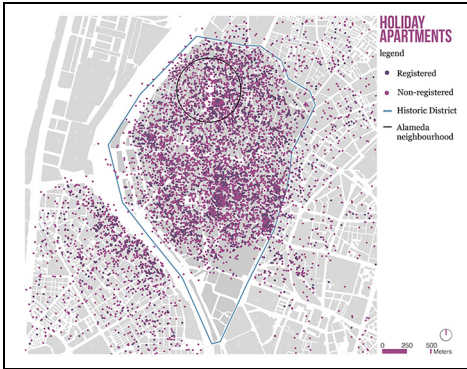 HOLIDAY
APARTMENTS
legend
Registered
Non-registered
Historic District
Alameda
neighbourhood
0 250 500
Meters